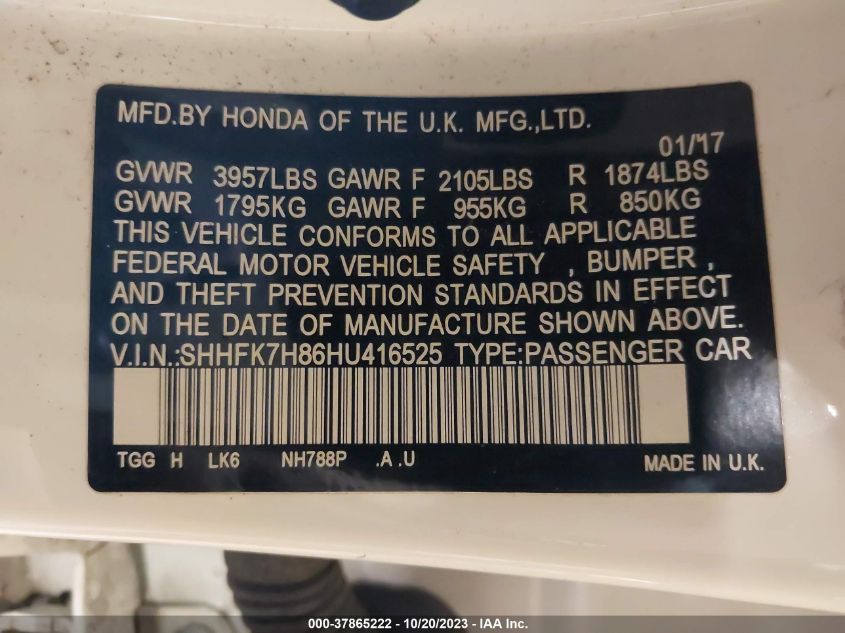 MFD.BY HONDA OF THE U.K. MFG.,LTD.
01/17
GVWR 3957LBS GAWR F 2105LBS R 1874LBS
GVWR 1795KG GAWR F 955KG R 850KG
THIS VEHICLE CONFORMS TO ALL APPLICABLE
FEDERAL MOTOR VEHICLE SAFETY , BUMPER ,
AND THEFT PREVENTION STANDARDS IN EFFECT
ON THE DATE OF MANUFACTURE SHOWN ABOVE.
V.I.N.:SHHFK7H86HU416525 TYPE:PASSENGER CAR
TGG H LK6 NH788P .A .U MADE IN U.K.
000-37865222 - 10/20/2023 - IAA Inc.